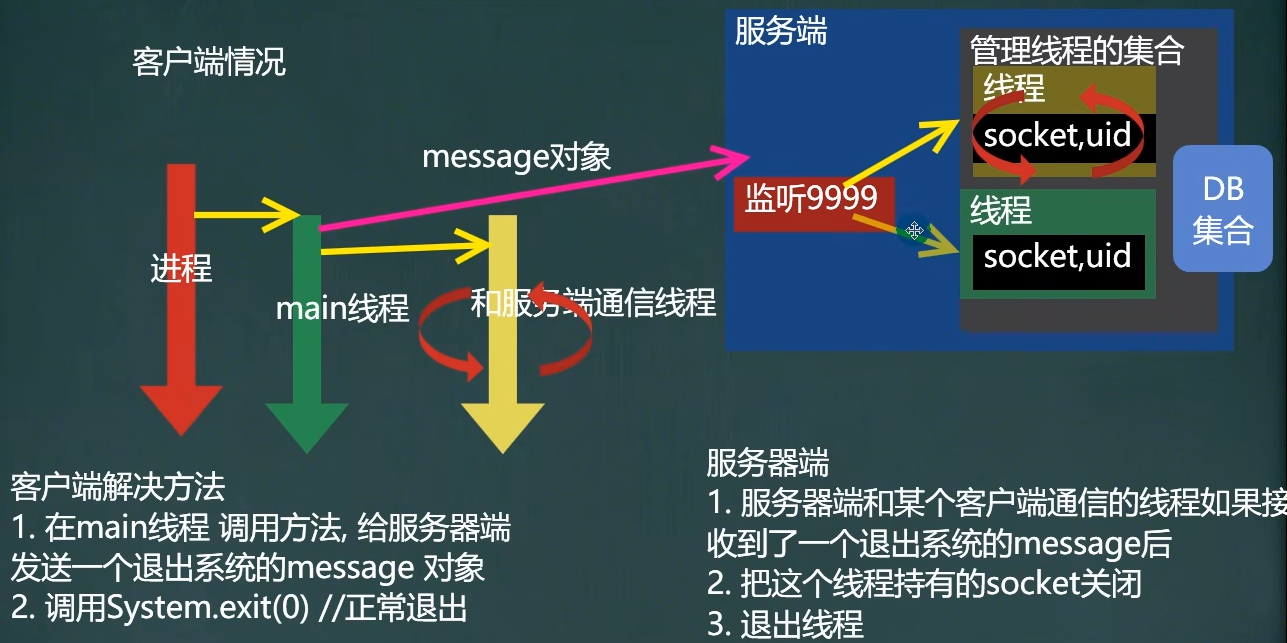 客户端情况
服务端
管理线程的集合
线程
socket,uid
message对象
监听9999
DB
集合
线程
socket,uid
进程
main线程
和服务端通信线程
客户端解决方法
1. 在main线程 调用方法, 给服务器端
发送一个退出系统的message 对象
2. 调用System.exit(0) //正常退出
服务器端
1. 服务器端和某个客户端通信的线程如果接
收到了一个退出系统的message后
2. 把这个线程持有的socket关闭
3. 退出线程